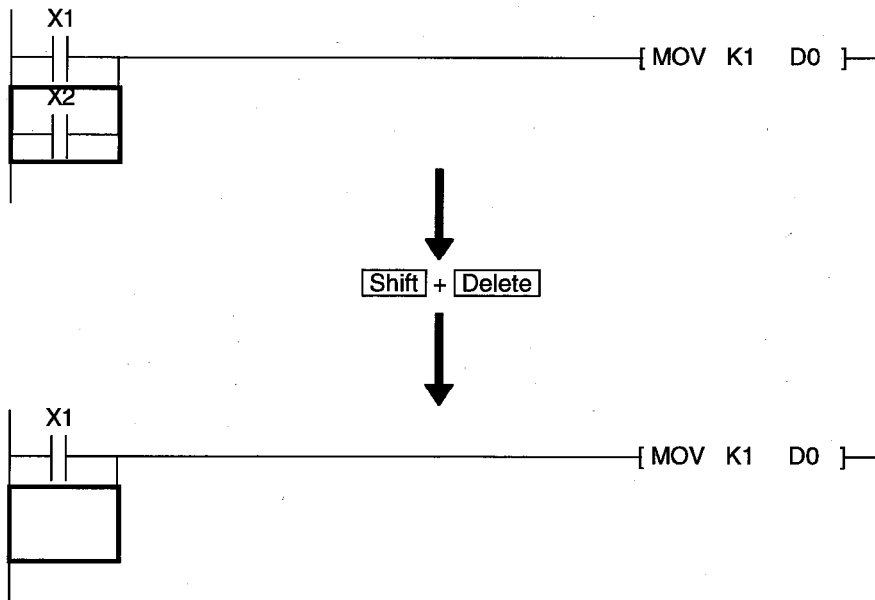 X1
[ MOV K1 D0 ]
X2
Shift + Delete
X1
[ MOV K1 D0 ]